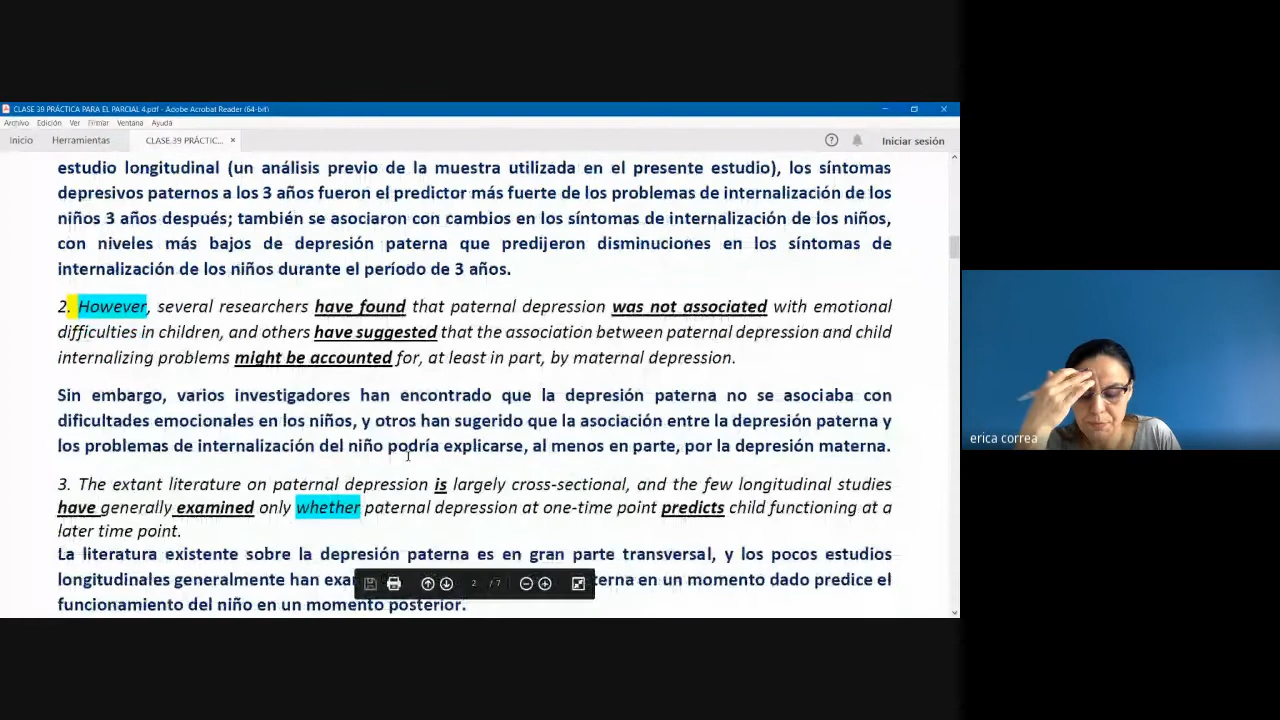 CLASE 39 PRÁCTICA PARA EL PARCIAL 4.pdf - Adobe Acrobat Reader (64-bit)
Archivo Edición Ver Firmar Ventana Ayuda
Inicio Herramientas CLASE 39 PRÁCTIC... × Iniciar sesión
estudio longitudinal (un análisis previo de la muestra utilizada en el presente estudio), los síntomas
depresivos paternos a los 3 años fueron el predictor más fuerte de los problemas de internalización de los
niños 3 años después; también se asociaron con cambios en los síntomas de internalización de los niños,
con niveles más bajos de depresión paterna que predijeron disminuciones en los síntomas de
internalización de los niños durante el período de 3 años.
2. However, several researchers have found that paternal depression was not associated with emotional
difficulties in children, and others have suggested that the association between paternal depression and child
internalizing problems might be accounted for, at least in part, by maternal depression.
Sin embargo, varios investigadores han encontrado que la depresión paterna no se asociaba con
dificultades emocionales en los niños, y otros han sugerido que la asociación entre la depresión paterna y
los problemas de internalización del niño podría explicarse, al menos en parte, por la depresión materna.
3. The extant literature on paternal depression is largely cross-sectional, and the few longitudinal studies
have generally examined only whether paternal depression at one-time point predicts child functioning at a
later time point.
La literatura existente sobre la depresión paterna es en gran parte transversal, y los pocos estudios
longitudinales generalmente han exa terna en un momento dado predice el
funcionamiento del niño en un momento posterior.
2 / 7
erica correa